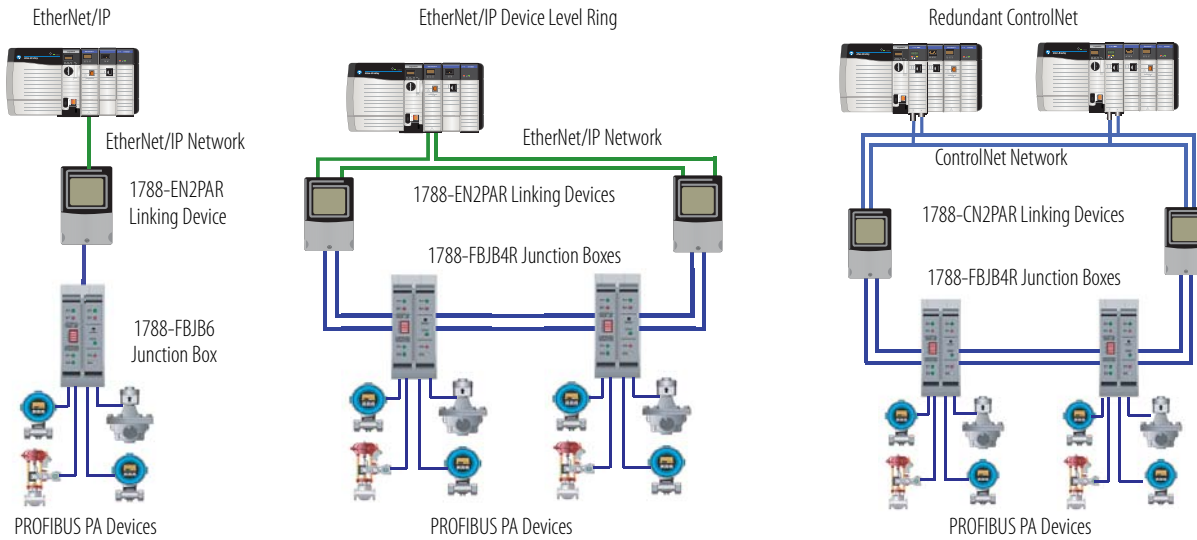 EtherNet/IP
EtherNet/IP Network
1788-EN2PAR
Linking Device
1788-FBJB6
Junction Box
PROFIBUS PA Devices
EtherNet/IP Device Level Ring
EtherNet/IP Network
1788-EN2PAR Linking Devices
1788-FBJB4R Junction Boxes
PROFIBUS PA Devices
Redundant ControlNet
ControlNet Network
1788-CN2PAR Linking Devices
1788-FBJB4R Junction Boxes
PROFIBUS PA Devices